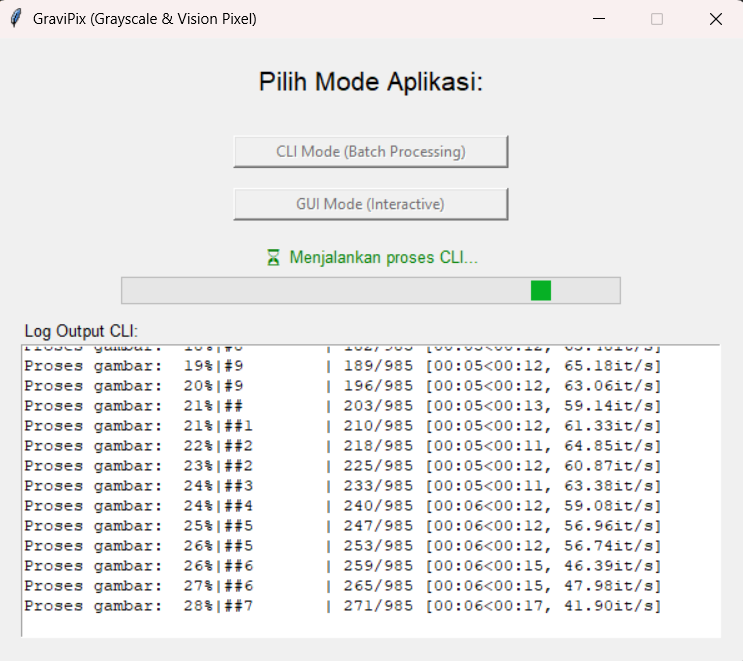 GraviPix (Grayscale & Vision Pixel)
Pilih Mode Aplikasi:
CLI Mode (Batch Processing)
GUI Mode (Interactive)
⌛ Menjalankan proses CLI...
Log Output CLI:
Proses gambar:  19%|#9        | 189/985 [00:05<00:12, 65.18it/s]
Proses gambar:  20%|#9        | 196/985 [00:05<00:12, 63.06it/s]
Proses gambar:  21%|##        | 203/985 [00:05<00:13, 59.14it/s]
Proses gambar:  21%|##1       | 210/985 [00:05<00:12, 61.33it/s]
Proses gambar:  22%|##2       | 218/985 [00:05<00:11, 64.85it/s]
Proses gambar:  23%|##2       | 225/985 [00:05<00:12, 60.87it/s]
Proses gambar:  24%|##3       | 233/985 [00:05<00:11, 63.38it/s]
Proses gambar:  24%|##4       | 240/985 [00:06<00:12, 59.08it/s]
Proses gambar:  25%|##5       | 247/985 [00:06<00:12, 56.96it/s]
Proses gambar:  26%|##5       | 253/985 [00:06<00:12, 56.74it/s]
Proses gambar:  26%|##6       | 259/985 [00:06<00:15, 46.39it/s]
Proses gambar:  27%|##6       | 265/985 [00:06<00:15, 47.98it/s]
Proses gambar:  28%|##7       | 271/985 [00:06<00:17, 41.90it/s]